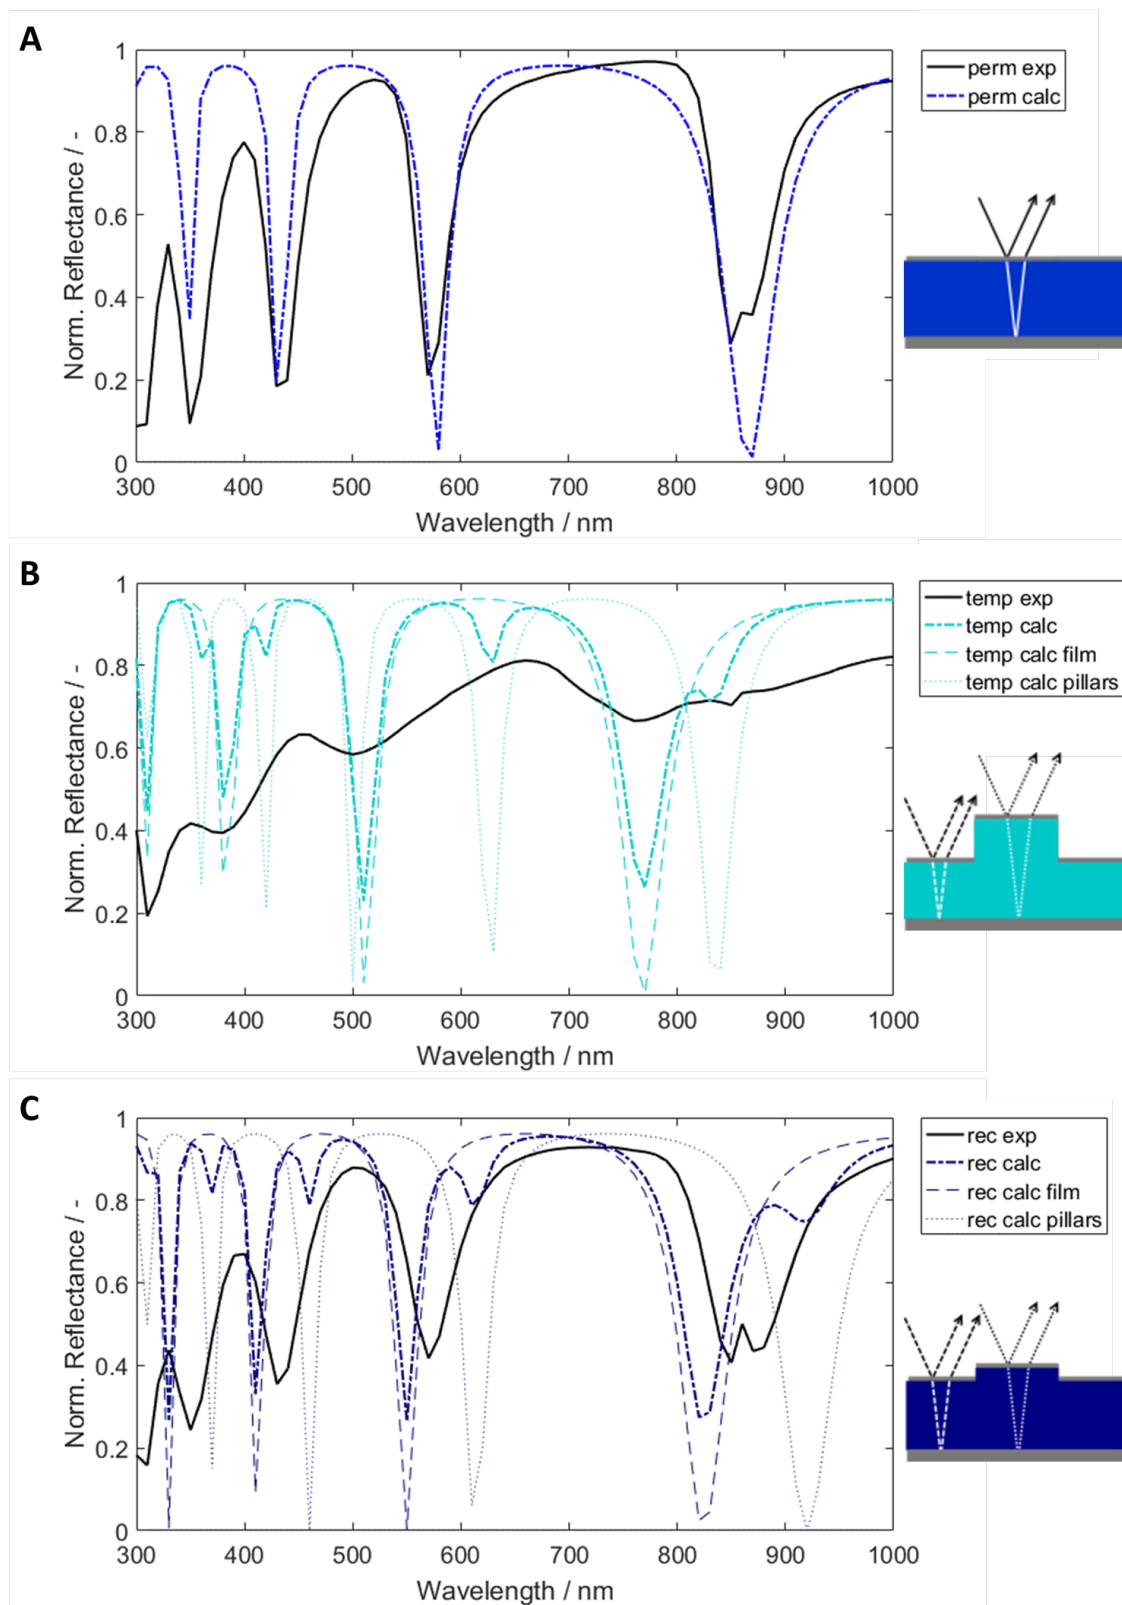 A
Norm. Reflectance / -
1
0.8
0.6
0.4
0.2
0
300 400 500 600 700 800 900 1000
Wavelength / nm
perm exp
perm calc
B
Norm. Reflectance / -
1
0.8
0.6
0.4
0.2
0
300 400 500 600 700 800 900 1000
Wavelength / nm
temp exp
temp calc
temp calc film
temp calc pillars
C
Norm. Reflectance / -
1
0.8
0.6
0.4
0.2
0
300 400 500 600 700 800 900 1000
Wavelength / nm
rec exp
rec calc
rec calc film
rec calc pillars